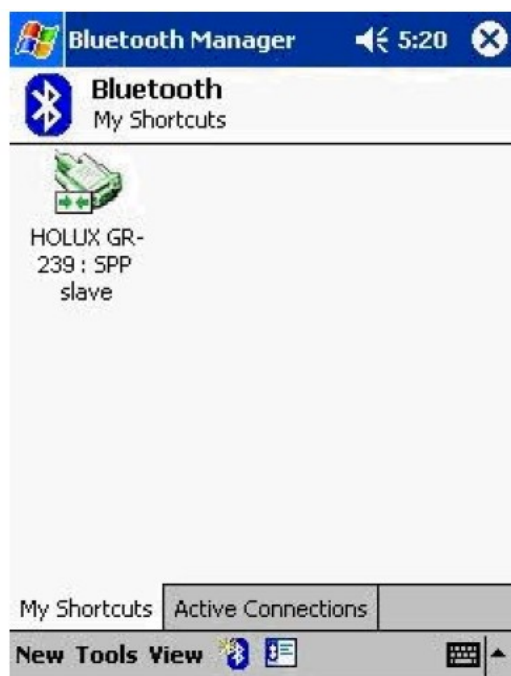 Bluetooth Manager 5:20
Bluetooth
My Shortcuts
HOLUX GR-
239 : SPP
slave
My Shortcuts Active Connections
New Tools View